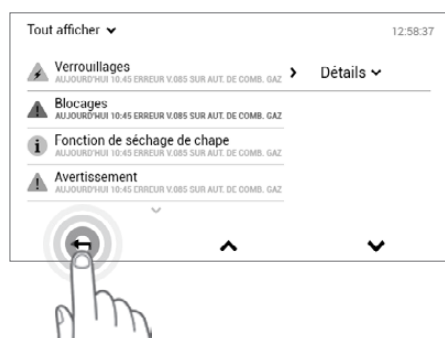 Tout afficher
12:58:37
Verrouillages
AUJOURD'HUI 10:45 ERREUR V.085 SUR AUT. DE COMB. GAZ
Détails
Blocages
AUJOURD'HUI 10:45 ERREUR V.085 SUR AUT. DE COMB. GAZ
Fonction de séchage de chape
AUJOURD'HUI 10:45 ERREUR V.085 SUR AUT. DE COMB. GAZ
Avertissement
AUJOURD'HUI 10:45 ERREUR V.085 SUR AUT. DE COMB. GAZ